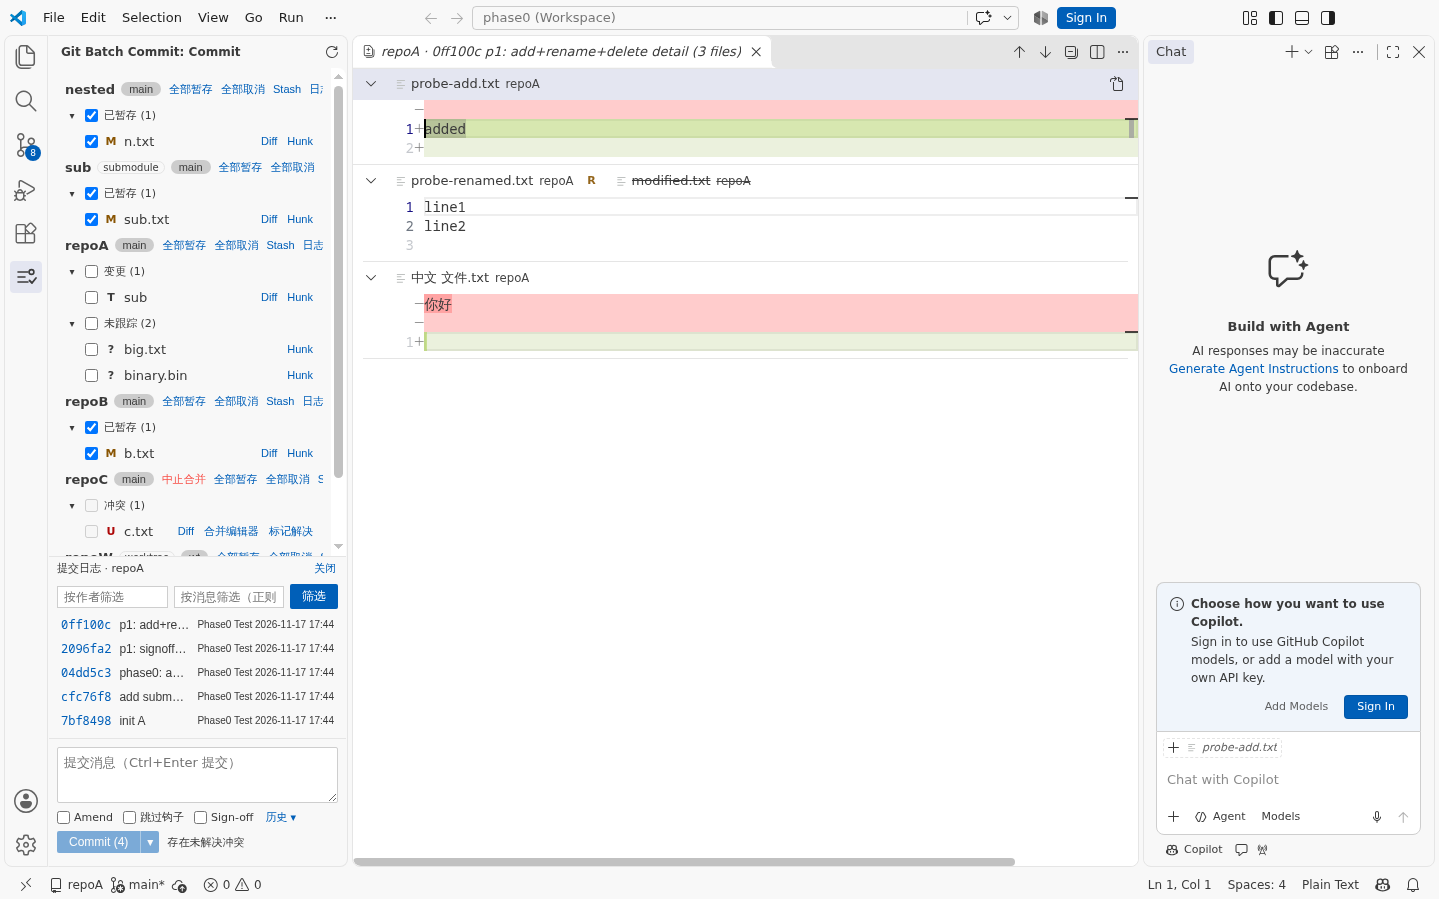 File Edit Selection View Go Run ···
phase0 (Workspace)
Sign In
Git Batch Commit: Commit
nested main 全部暂存 全部取消 Stash
已暂存 (1)
M n.txt Diff Hunk
sub submodule main 全部暂存 全部取消
已暂存 (1)
M sub.txt Diff Hunk
repoA main 全部暂存 全部取消 Stash 日志
变更 (1)
T sub Diff Hunk
未跟踪 (2)
? big.txt Hunk
? binary.bin Hunk
repoB main 全部暂存 全部取消 Stash 日志
已暂存 (1)
M b.txt Diff Hunk
repoC main 中止合并 全部暂存 全部取消 S
冲突 (1)
U c.txt Diff 合并编辑器 标记解决
8
提交日志 · repoA 关闭
按作者筛选 按消息筛选（正则 筛选
0ff100c p1: add+re... Phase0 Test 2026-11-17 17:44
2096fa2 p1: signoff... Phase0 Test 2026-11-17 17:44
04dd5c3 phase0: a... Phase0 Test 2026-11-17 17:44
cfc76f8 add subm... Phase0 Test 2026-11-17 17:44
7bf8498 init A Phase0 Test 2026-11-17 17:44
提交消息（Ctrl+Enter 提交）
Amend 跳过钩子 Sign-off 历史 ▾
Commit (4) ▾ 存在未解决冲突
repoA · 0ff100c p1: add+rename+delete detail (3 files)
probe-add.txt repoA
1+ added
2+
probe-renamed.txt repoA R modified.txt repoA
1 line1
2 line2
3
中文 文件.txt repoA
你好
1+
Chat
Build with Agent
AI responses may be inaccurate
Generate Agent Instructions to onboard
AI onto your codebase.
Choose how you want to use
Copilot.
Sign in to use GitHub Copilot
models, or add a model with your
own API key.
Add Models Sign In
probe-add.txt
Chat with Copilot
Agent Models
Copilot
repoA main* 0 0
Ln 1, Col 1 Spaces: 4 Plain Text